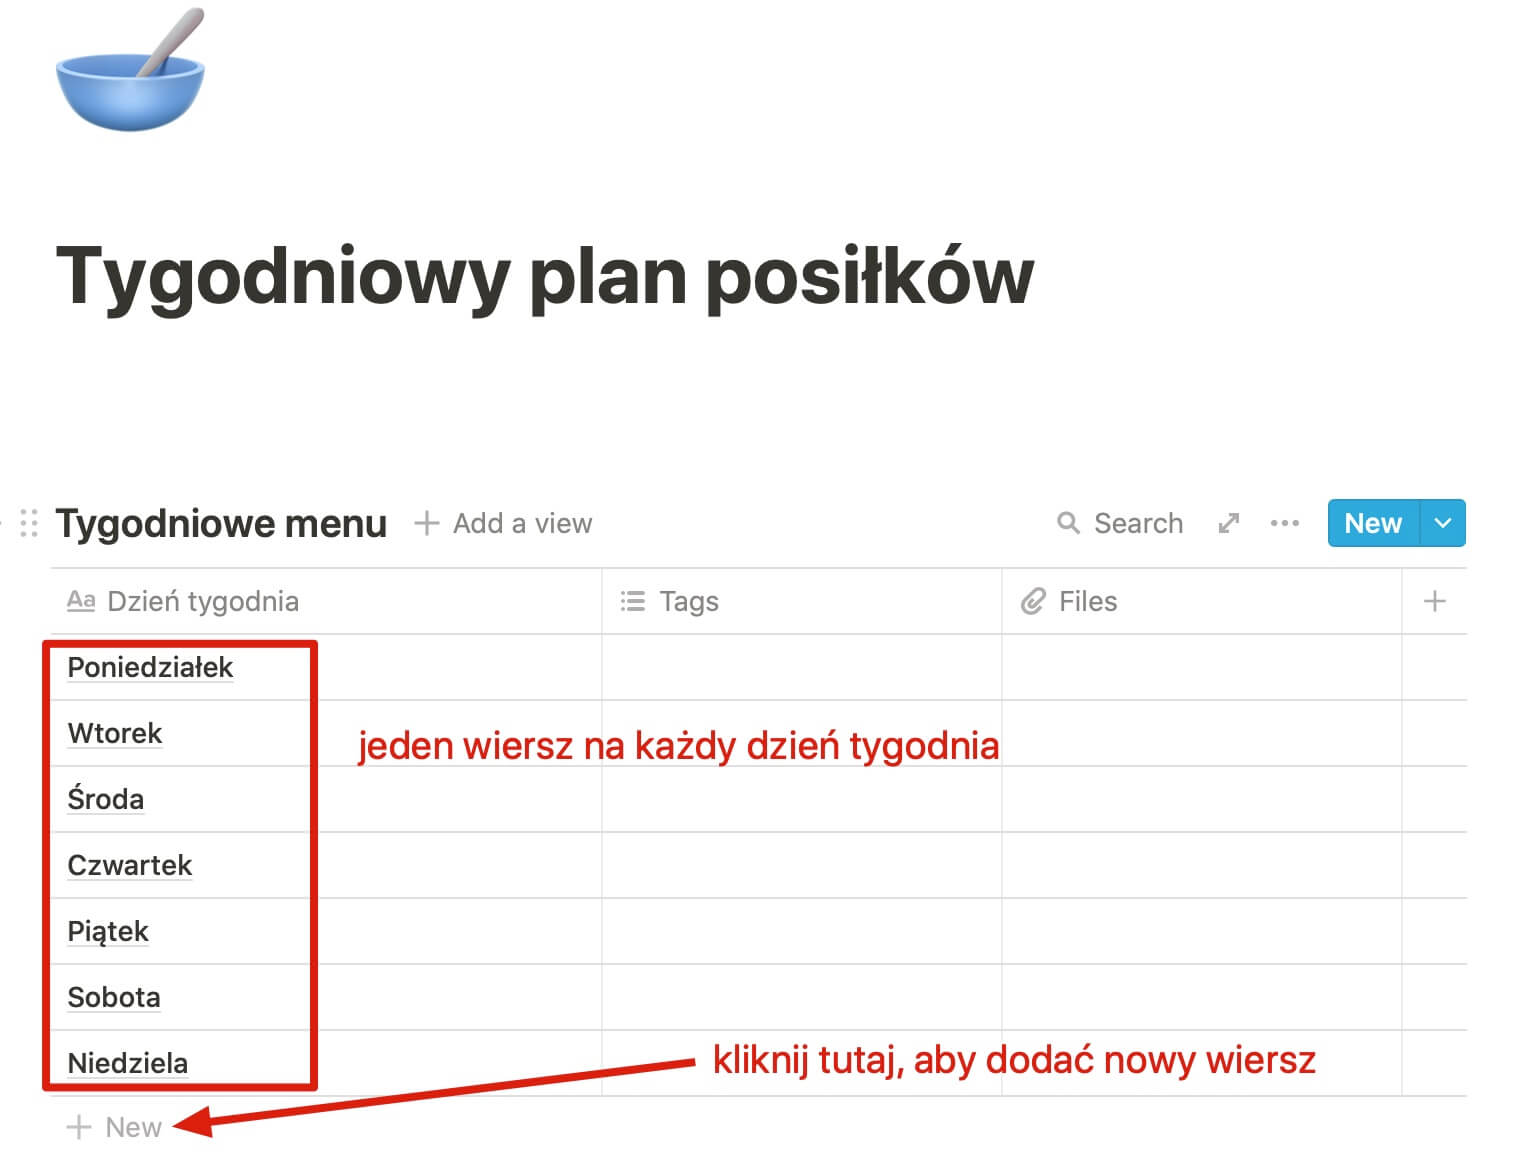 Tygodniowy plan posiłków
Tygodniowe menu + Add a view Search New
Aa Dzień tygodnia Tags Files +
Poniedziałek
Wtorek
jeden wiersz na każdy dzień tygodnia
Środa
Czwartek
Piątek
Sobota
Niedziela
kliknij tutaj, aby dodać nowy wiersz
+ New